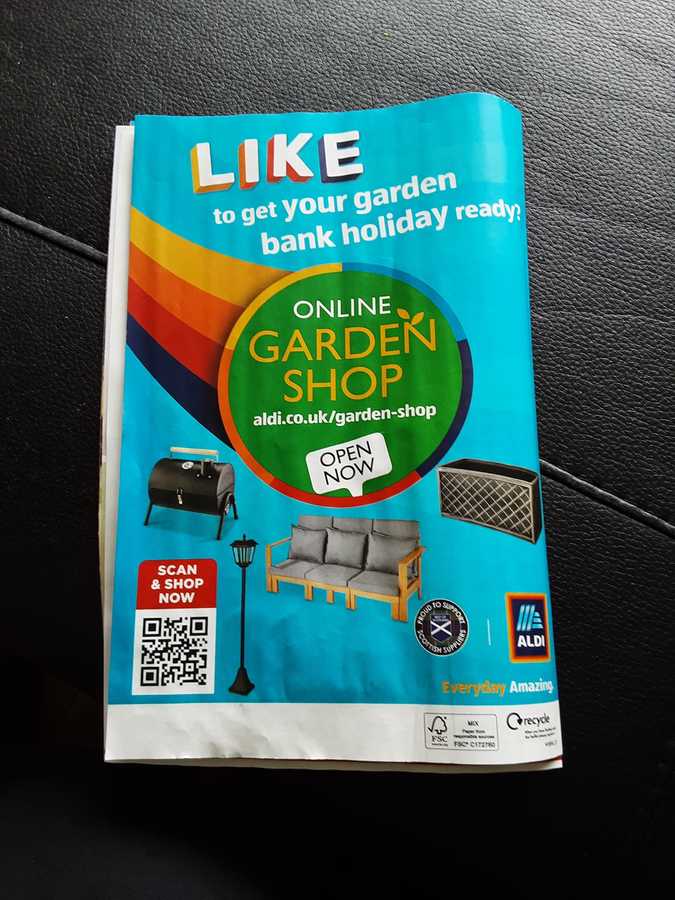 LIKE
to get your garden
bank holiday ready?
ONLINE
GARDEN
SHOP
aldi.co.uk/garden-shop
OPEN
NOW
SCAN
& SHOP
NOW
PROUD TO SUPPORT
SCOTTISH SUPPLIERS
ALDI
Everyday Amazing.
FSC
MIX
Paper from
responsible sources
FSC® C172760
recycle